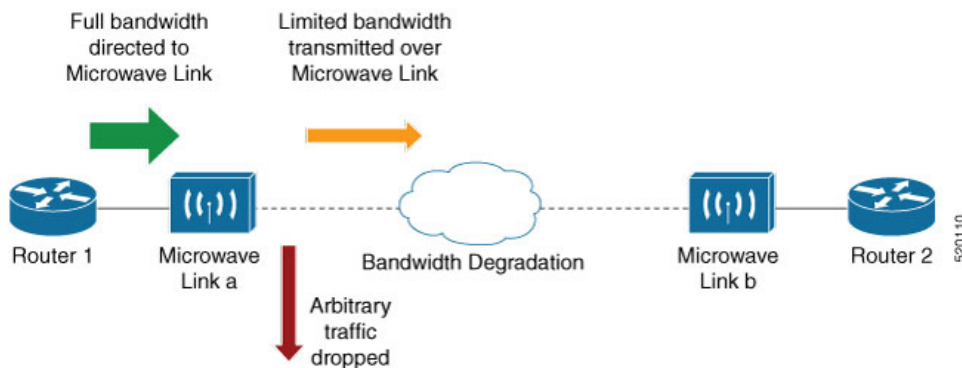 Full bandwidth
directed to
Microwave Link
Limited bandwidth
transmitted over
Microwave Link
Router 1
Microwave
Link a
Bandwidth Degradation
Microwave
Link b
Router 2
520110
Arbitrary
traffic
dropped